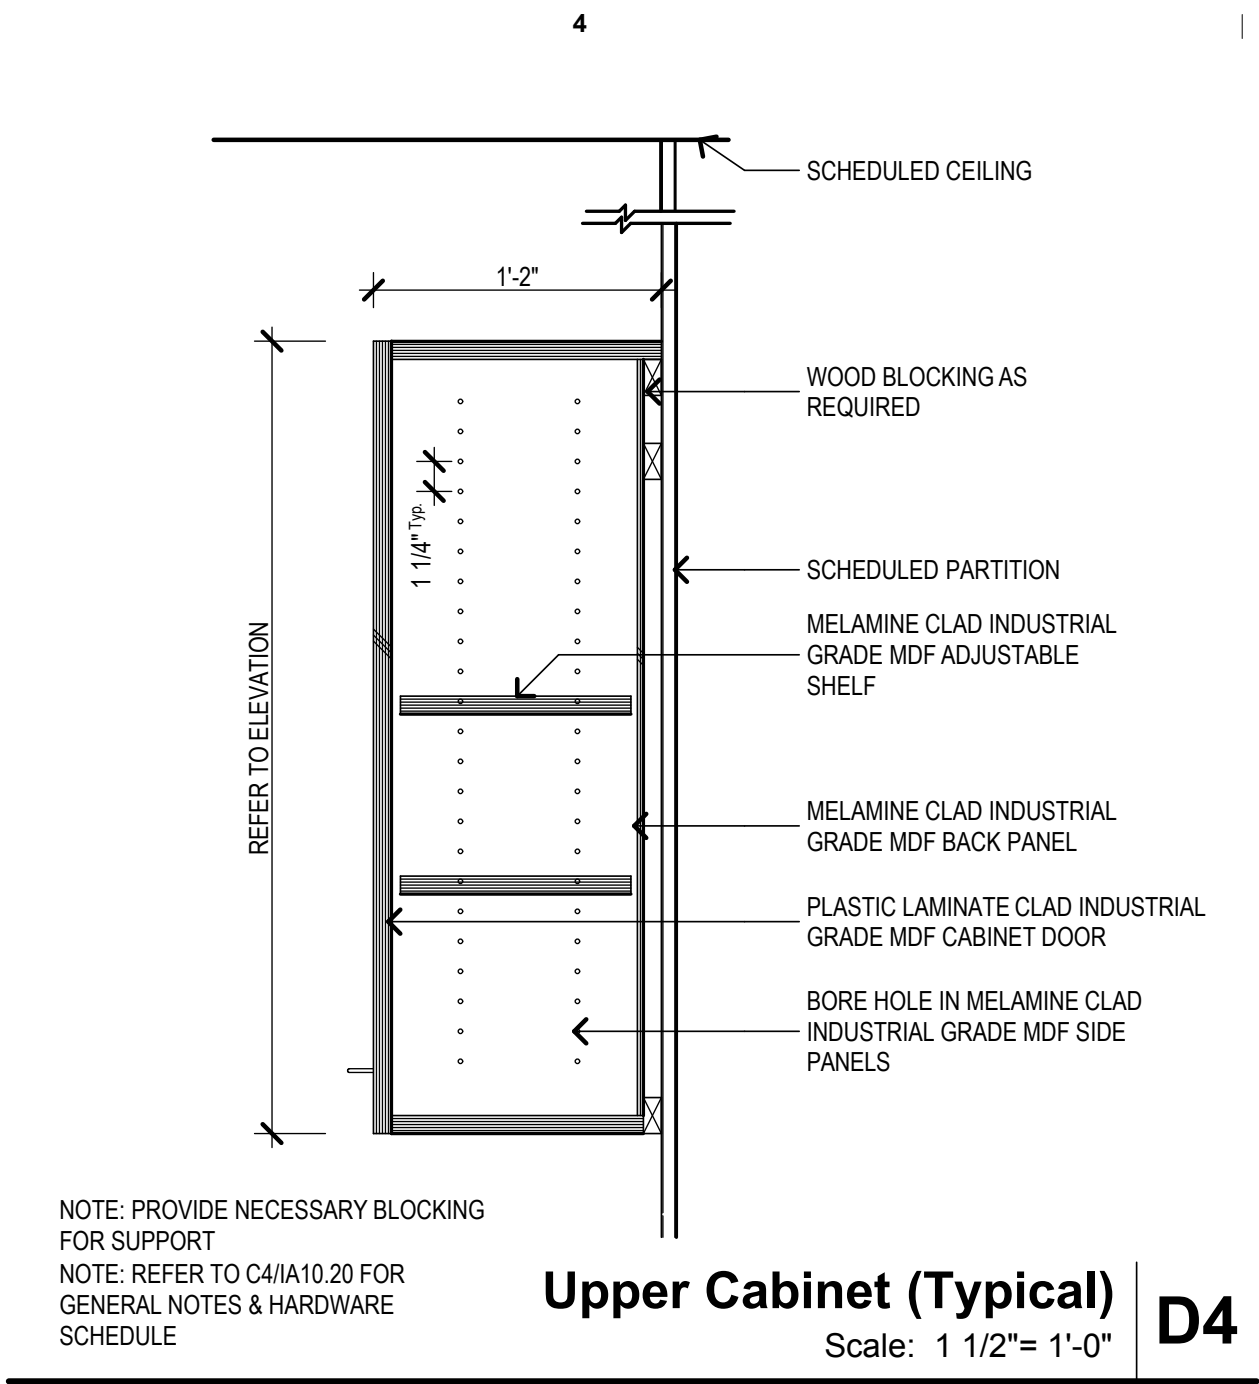 4
SCHEDULED CEILING
1'-2"
WOOD BLOCKING AS
REQUIRED
1 1/4" Typ.
SCHEDULED PARTITION
MELAMINE CLAD INDUSTRIAL
GRADE MDF ADJUSTABLE
SHELF
REFER TO ELEVATION
MELAMINE CLAD INDUSTRIAL
GRADE MDF BACK PANEL
PLASTIC LAMINATE CLAD INDUSTRIAL
GRADE MDF CABINET DOOR
BORE HOLE IN MELAMINE CLAD
INDUSTRIAL GRADE MDF SIDE
PANELS
NOTE: PROVIDE NECESSARY BLOCKING
FOR SUPPORT
NOTE: REFER TO C4/IA10.20 FOR
GENERAL NOTES & HARDWARE
SCHEDULE
Upper Cabinet (Typical)
Scale: 1 1/2"= 1'-0"
D4